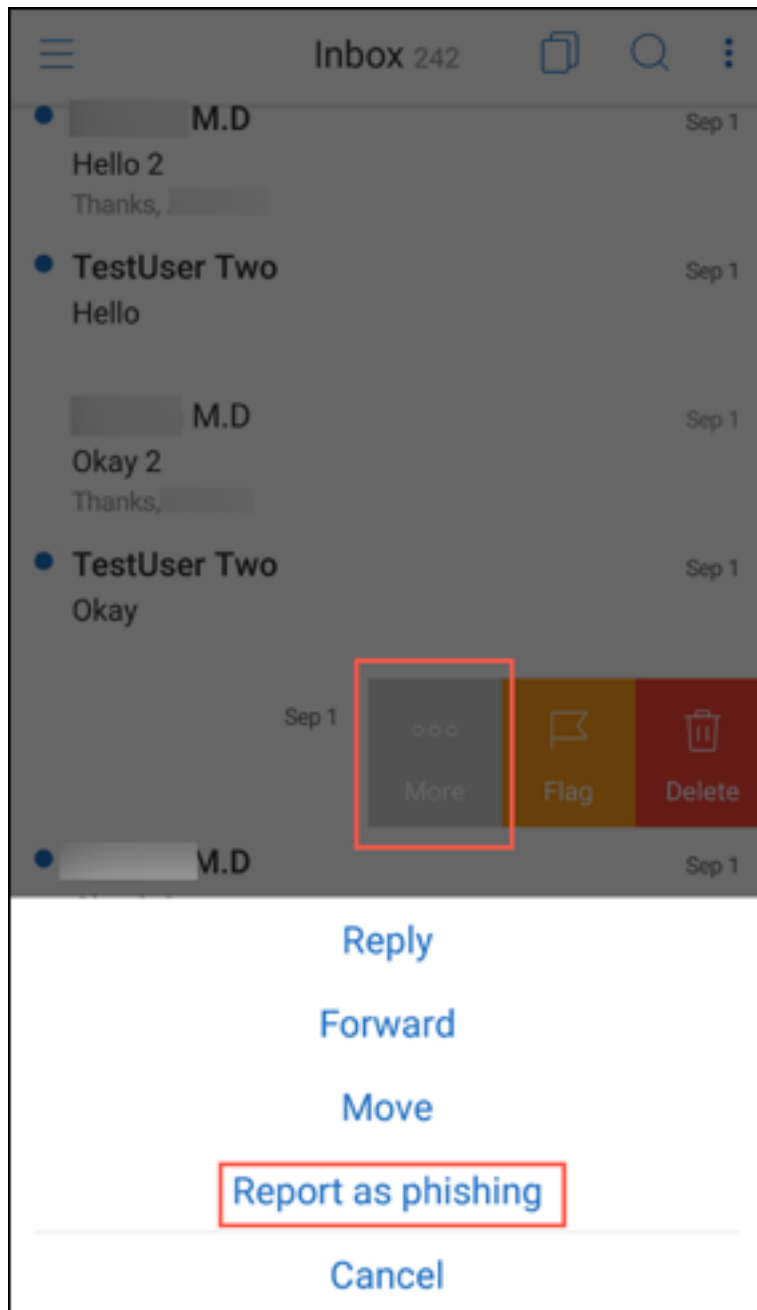 Inbox 242
M.D Sep 1
Hello 2
Thanks,
TestUser Two Sep 1
Hello
M.D Sep 1
Okay 2
Thanks,
TestUser Two Sep 1
Okay
Sep 1
More Flag Delete
M.D Sep 1
Reply
Forward
Move
Report as phishing
Cancel